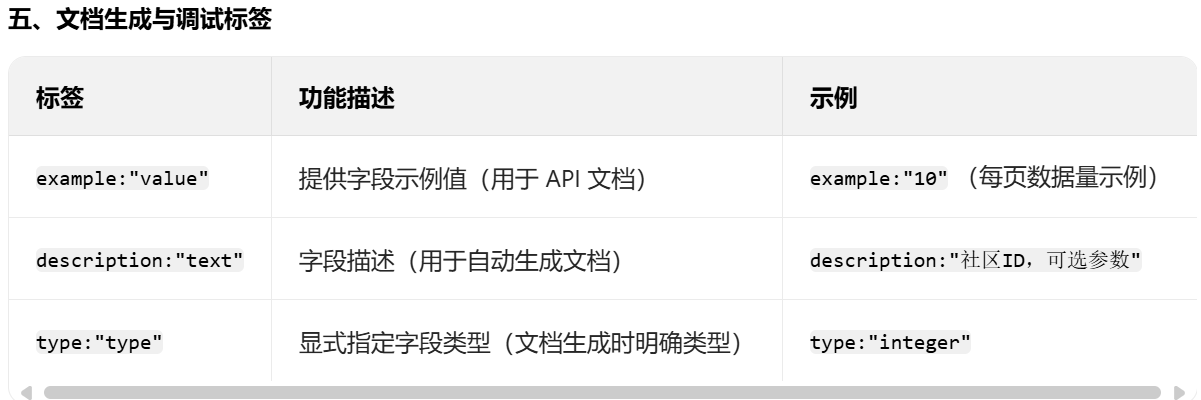 五、文档生成与调试标签
标签 功能描述 示例
example:"value" 提供字段示例值（用于 API 文档） example:"10" （每页数据量示例）
description:"text" 字段描述（用于自动生成文档） description:"社区ID，可选参数"
type:"type" 显式指定字段类型（文档生成时明确类型） type:"integer"